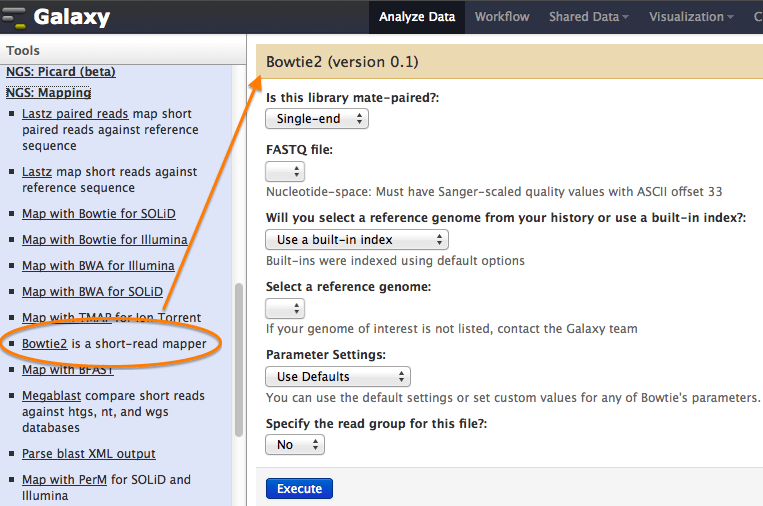 Galaxy
Analyze Data Workflow Shared Data Visualization C
Tools
NGS: Picard (beta)
NGS: Mapping
Lastz paired reads map short
paired reads against reference
sequence
Lastz map short reads against
reference sequence
Map with Bowtie for SOLiD
Map with Bowtie for Illumina
Map with BWA for Illumina
Map with BWA for SOLiD
Map with TMAP for Ion Torrent
Bowtie2 is a short-read mapper
Map with BFAST
Megablast compare short reads
against htgs, nt, and wgs
databases
Parse blast XML output
Map with PerM for SOLiD and
Illumina
Bowtie2 (version 0.1)
Is this library mate-paired?:
Single-end
FASTQ file:
Nucleotide-space: Must have Sanger-scaled quality values with ASCII offset 33
Will you select a reference genome from your history or use a built-in index?:
Use a built-in index
Built-ins were indexed using default options
Select a reference genome:
If your genome of interest is not listed, contact the Galaxy team
Parameter Settings:
Use Defaults
You can use the default settings or set custom values for any of Bowtie's parameters.
Specify the read group for this file?:
No
Execute